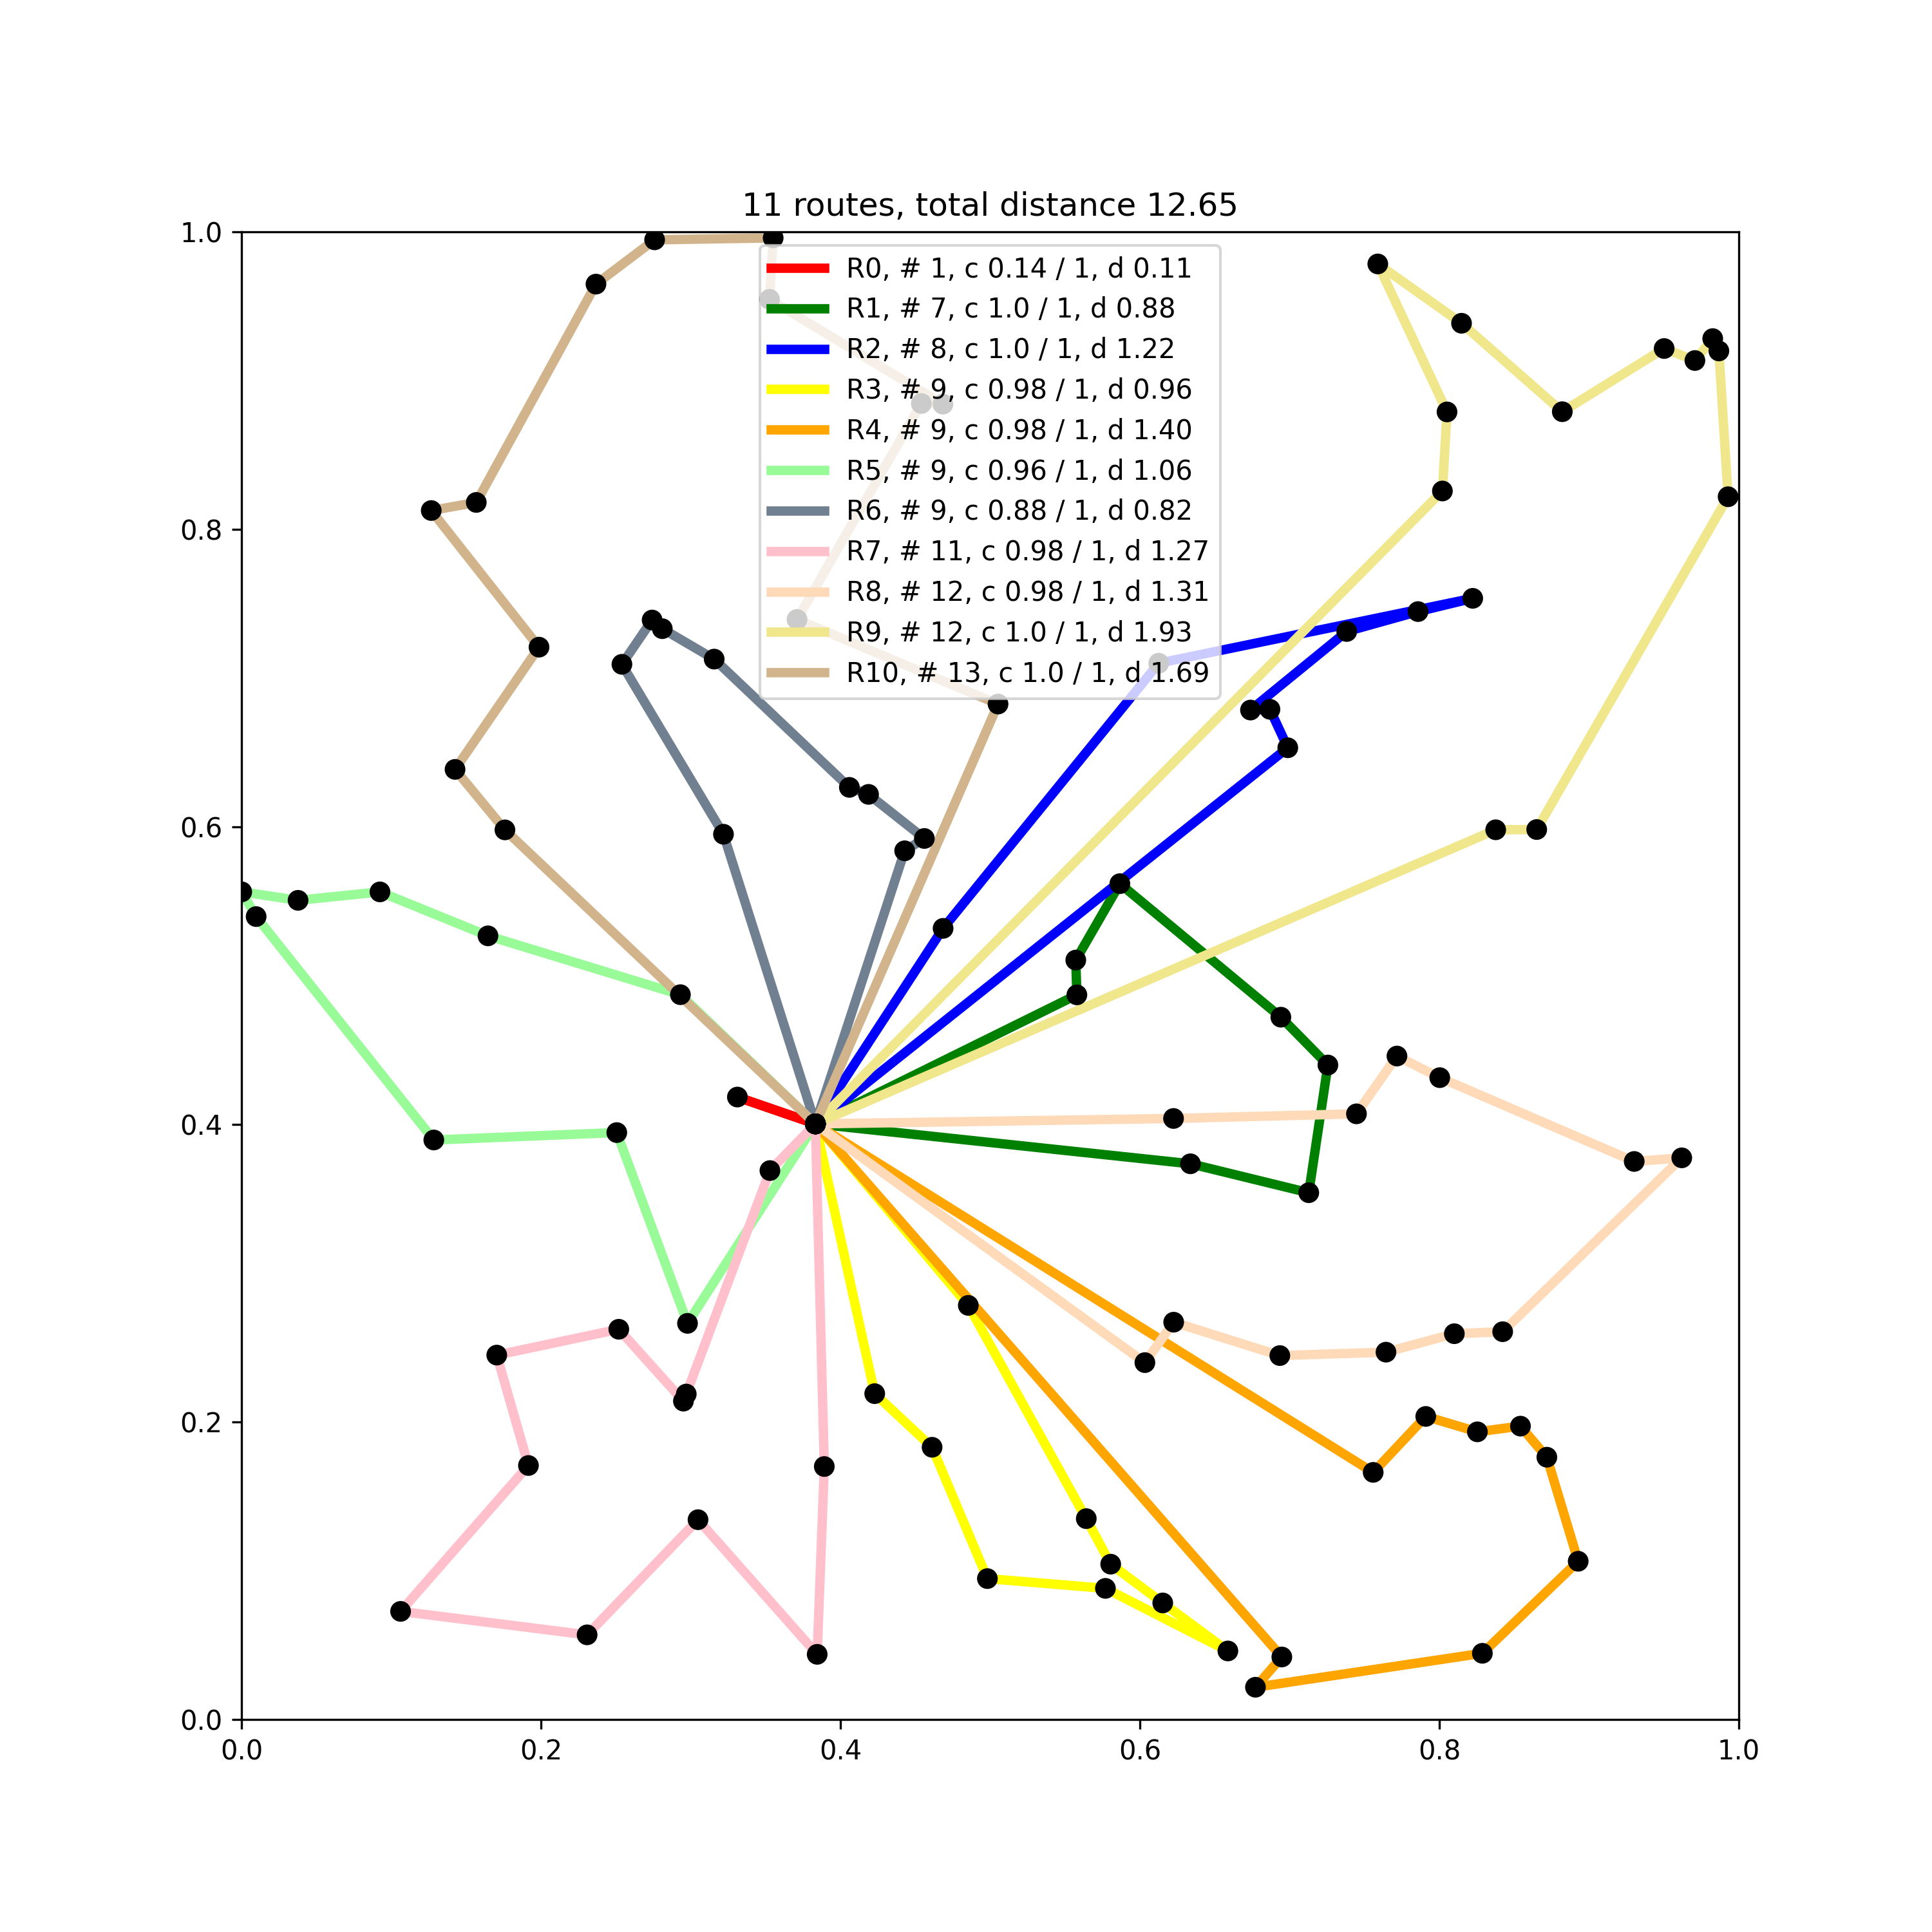 11 routes, total distance 12.65
1.0
R0, # 1, c 0.14 / 1, d 0.11
R1, # 7, c 1.0 / 1, d 0.88
R2, # 8, c 1.0 / 1, d 1.22
R3, # 9, c 0.98 / 1, d 0.96
R4, # 9, c 0.98 / 1, d 1.40
R5, # 9, c 0.96 / 1, d 1.06
R6, # 9, c 0.88 / 1, d 0.82
R7, # 11, c 0.98 / 1, d 1.27
R8, # 12, c 0.98 / 1, d 1.31
R9, # 12, c 1.0 / 1, d 1.93
R10, # 13, c 1.0 / 1, d 1.69
0.8
0.6
0.4
0.2
0.0
0.0 0.2 0.4 0.6 0.8 1.0